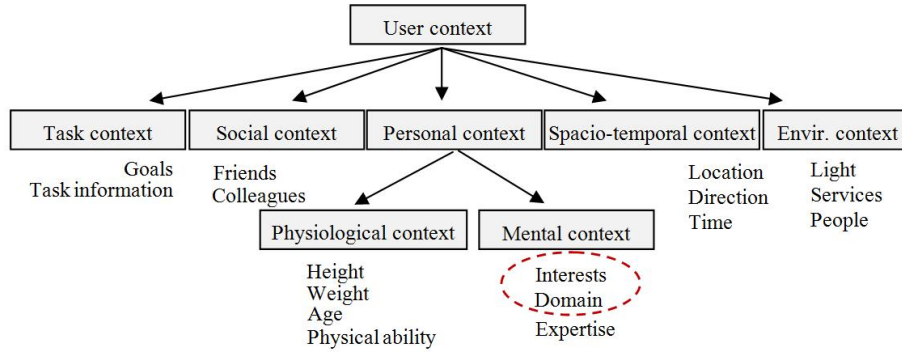 User context
Task context
Social context
Personal context
Spacio-temporal context
Envir. context
Goals
Task information
Friends
Colleagues
Location
Direction
Time
Light
Services
People
Physiological context
Mental context
Height
Weight
Age
Physical ability
Interests
Domain
Expertise